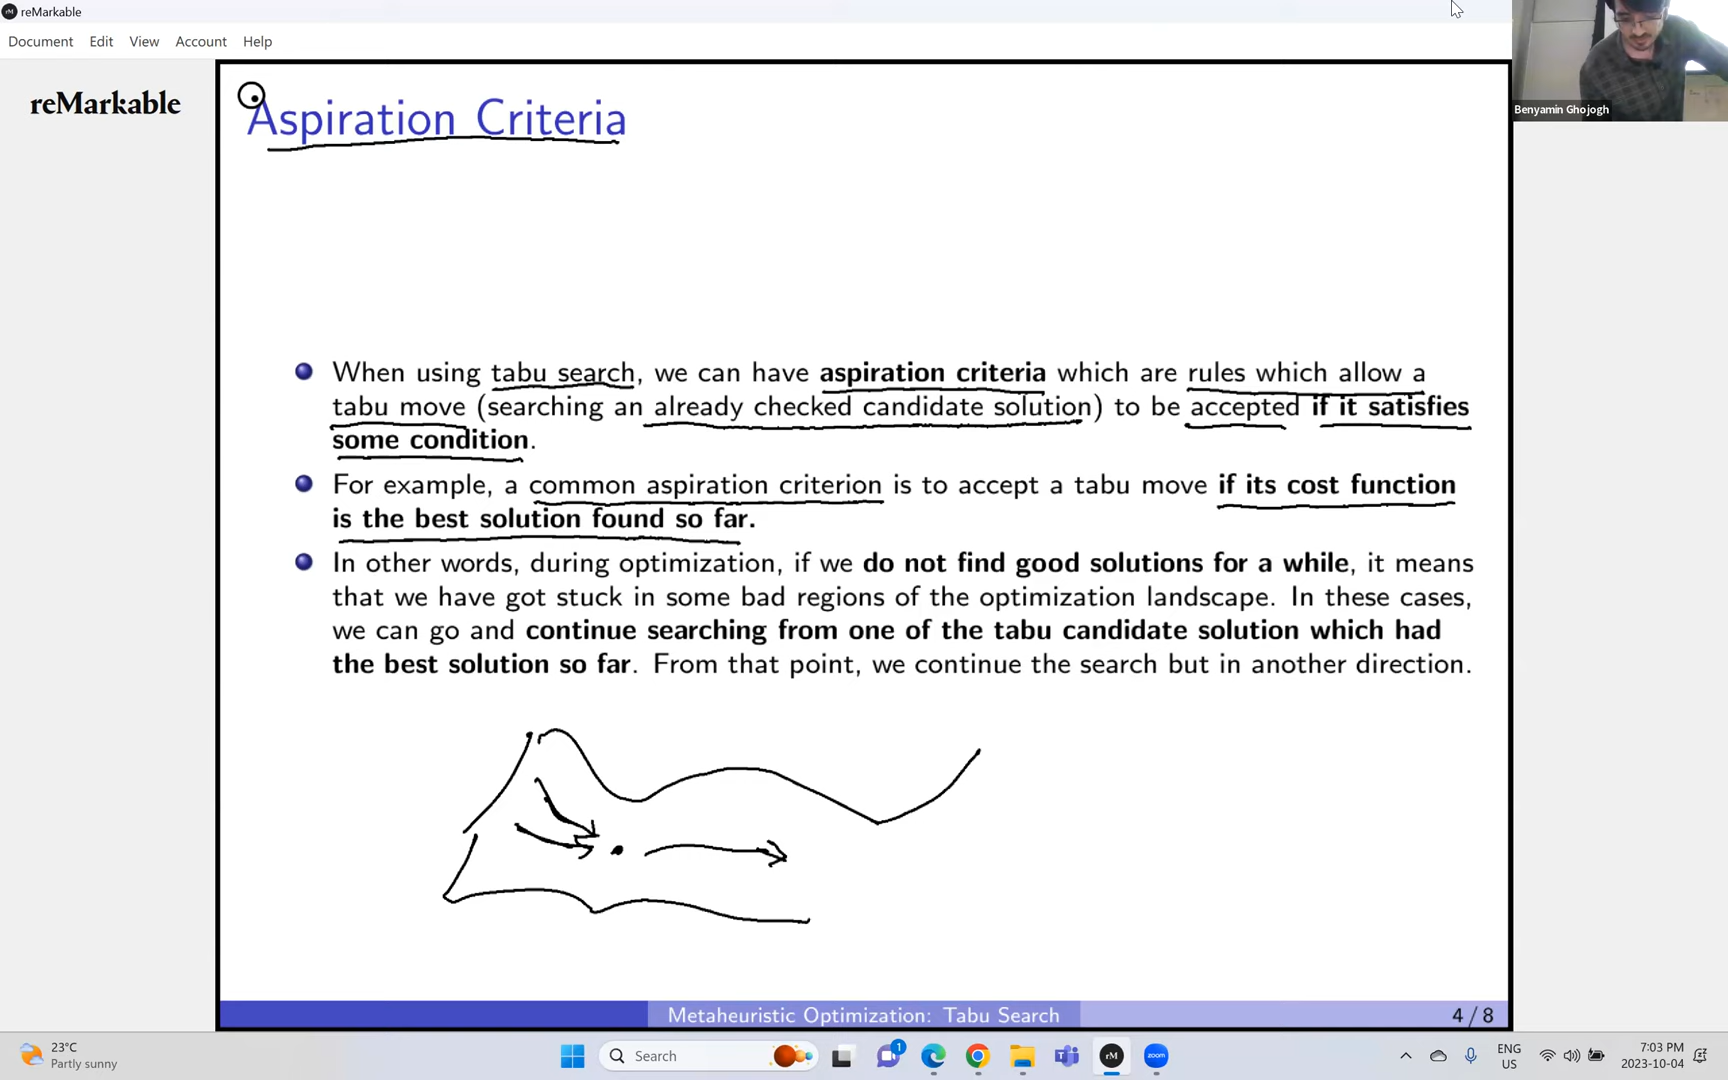 reMarkable
Document Edit View Account Help
Benyamin Ghojogh
reMarkable
Aspiration Criteria
When using tabu search, we can have aspiration criteria which are rules which allow a
tabu move (searching an already checked candidate solution) to be accepted if it satisfies
some condition.
For example, a common aspiration criterion is to accept a tabu move if its cost function
is the best solution found so far.
In other words, during optimization, if we do not find good solutions for a while, it means
that we have got stuck in some bad regions of the optimization landscape. In these cases,
we can go and continue searching from one of the tabu candidate solution which had
the best solution so far. From that point, we continue the search but in another direction.
Metaheuristic Optimization: Tabu Search 4 / 8
23°C
Partly sunny
Search
1
rM
zoom
ENG
US
7:03 PM
2023-10-04